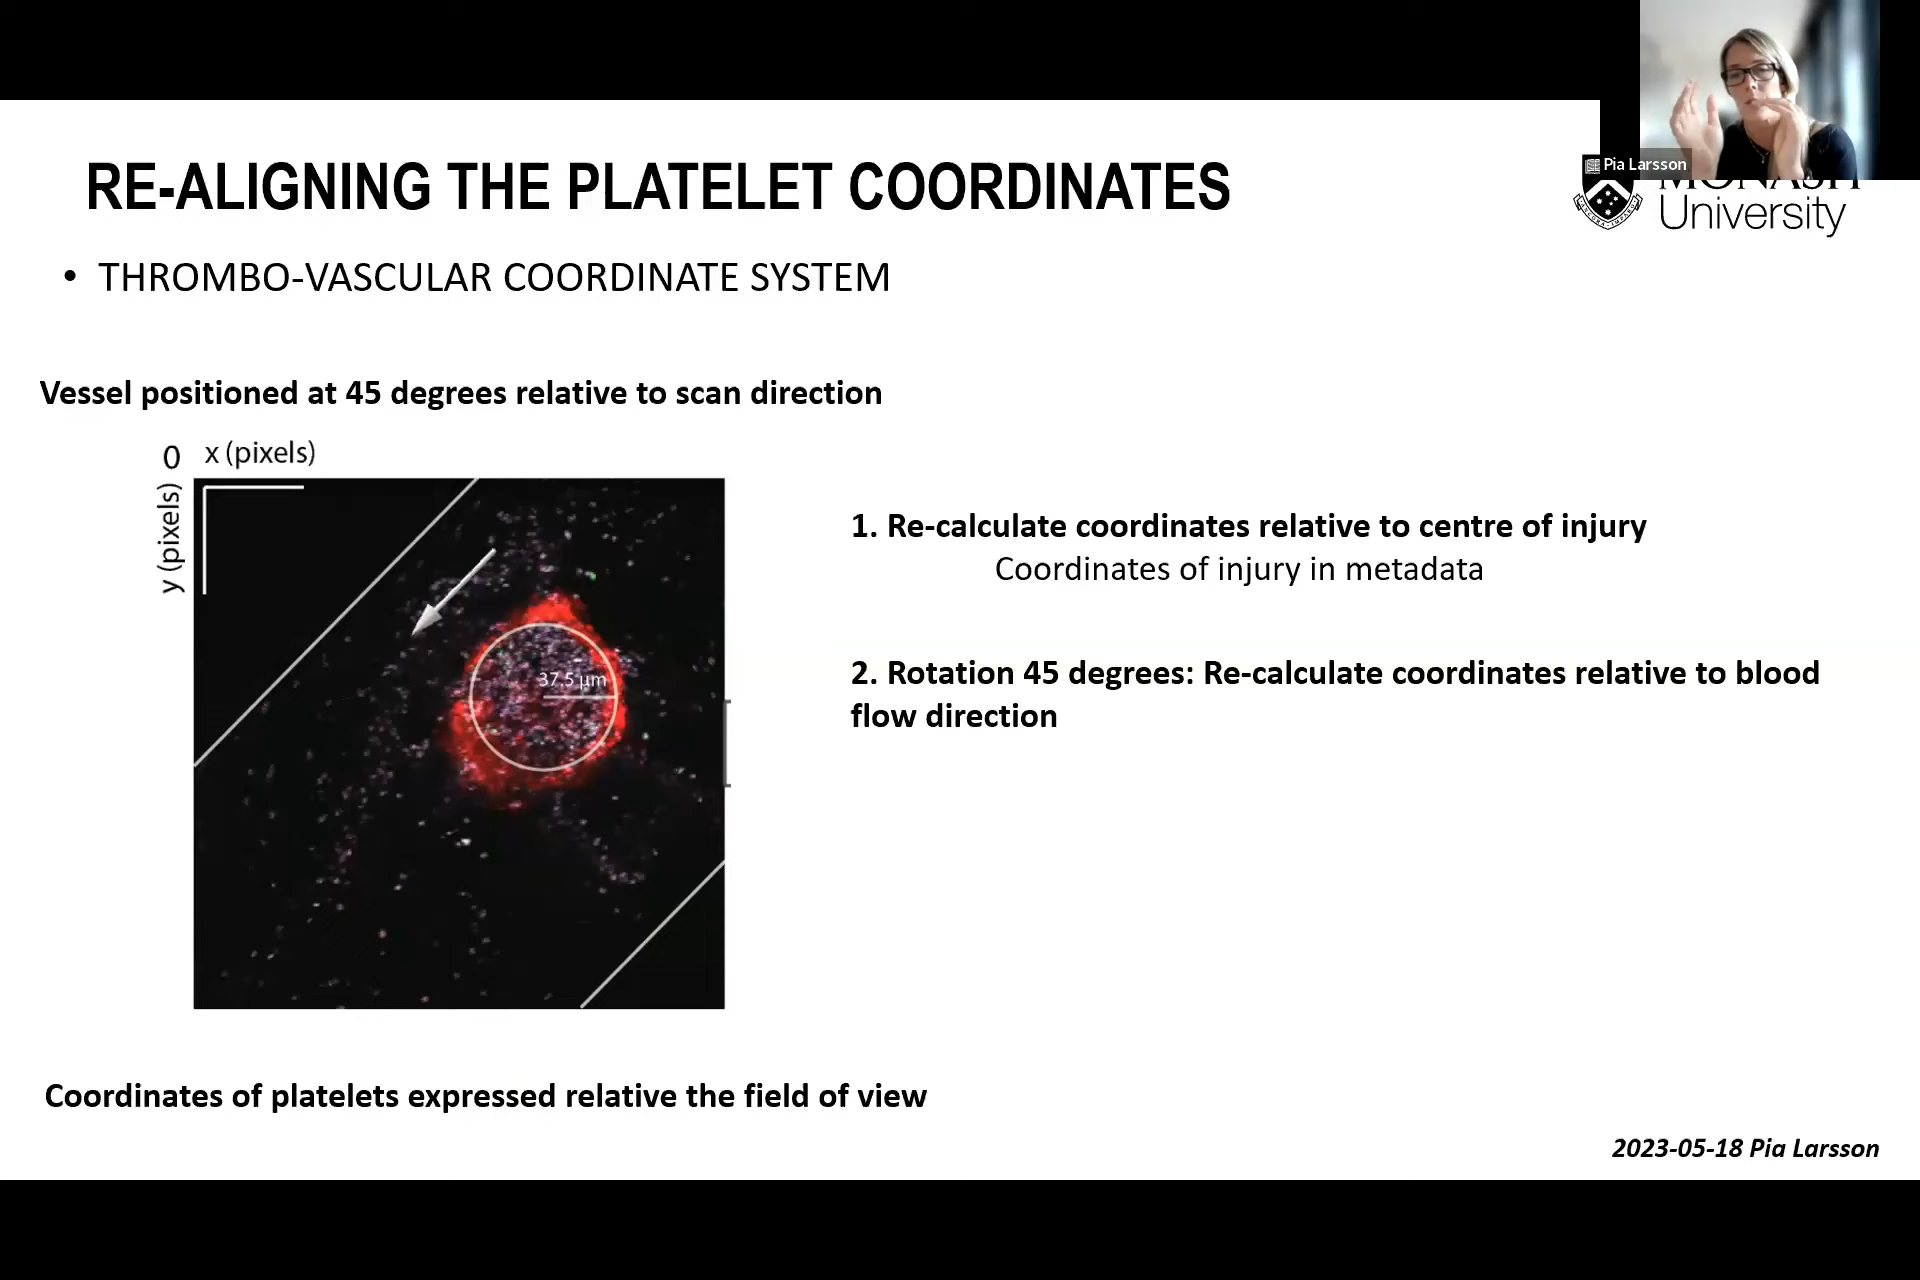 Pia Larsson
RE-ALIGNING THE PLATELET COORDINATES
MONASH
University
• THROMBO-VASCULAR COORDINATE SYSTEM
Vessel positioned at 45 degrees relative to scan direction
0 x (pixels)
y (pixels)
37.5 µm
1. Re-calculate coordinates relative to centre of injury
Coordinates of injury in metadata
2. Rotation 45 degrees: Re-calculate coordinates relative to blood
flow direction
Coordinates of platelets expressed relative the field of view
2023-05-18 Pia Larsson